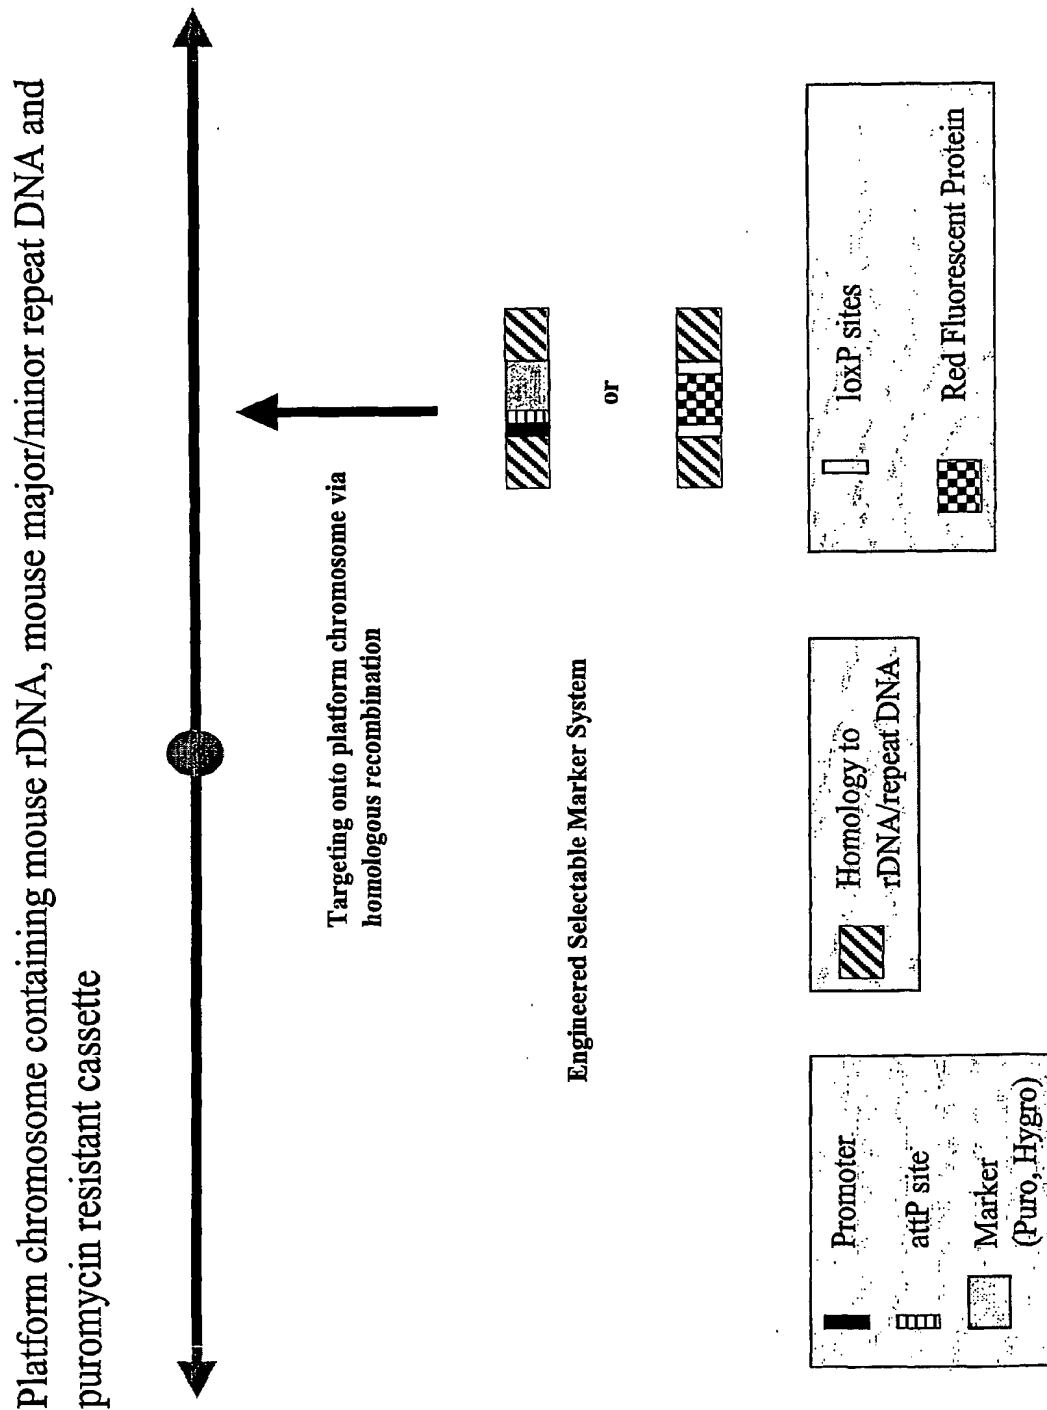 Platform chromosome containing mouse rDNA, mouse major/minor repeat DNA and
puromycin resistant cassette
Targeting onto platform chromosome via
homologous recombination
Engineered Selectable Marker System
or
Promoter
attP site
Marker
(Puro, Hygro)
Homology to
rDNA/repeat DNA
loxP sites
Red Fluorescent Protein